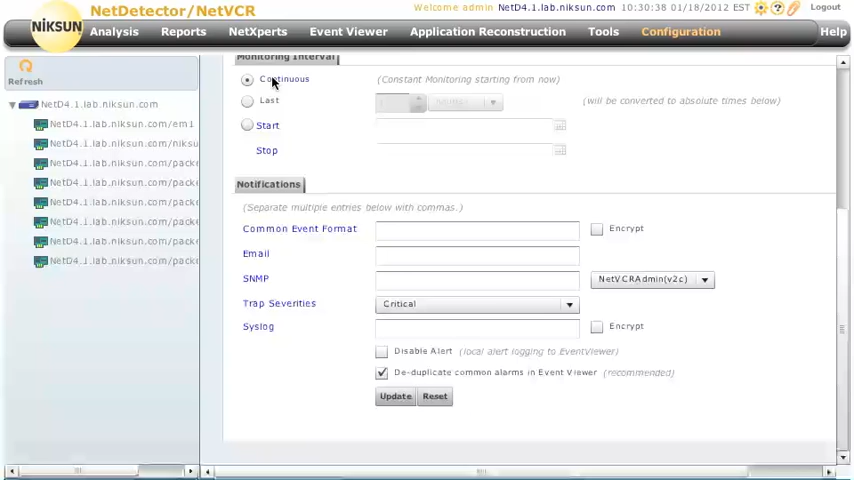 NetDetector/NetVCR
Welcome admin NetD4.1.lab.niksun.com 10:30:38 01/18/2012 EST Logout
NIKSUN
Analysis Reports NetXperts Event Viewer Application Reconstruction Tools Configuration Help
Refresh
NetD4.1.lab.niksun.com
NetD4.1.lab.niksun.com/em1
NetD4.1.lab.niksun.com/niksu
NetD4.1.lab.niksun.com/packe
NetD4.1.lab.niksun.com/packe
NetD4.1.lab.niksun.com/packe
NetD4.1.lab.niksun.com/packe
NetD4.1.lab.niksun.com/packe
NetD4.1.lab.niksun.com/packe
Monitoring Interval
Continuous (Constant Monitoring starting from now)
Last (will be converted to absolute times below)
Start
Stop
Notifications
(Separate multiple entries below with commas.)
Common Event Format Encrypt
Email
SNMP NetVCRAdmin(v2c)
Trap Severities Critical
Syslog Encrypt
Disable Alert (local alert logging to EventViewer)
De-duplicate common alarms in Event Viewer (recommended)
Update Reset